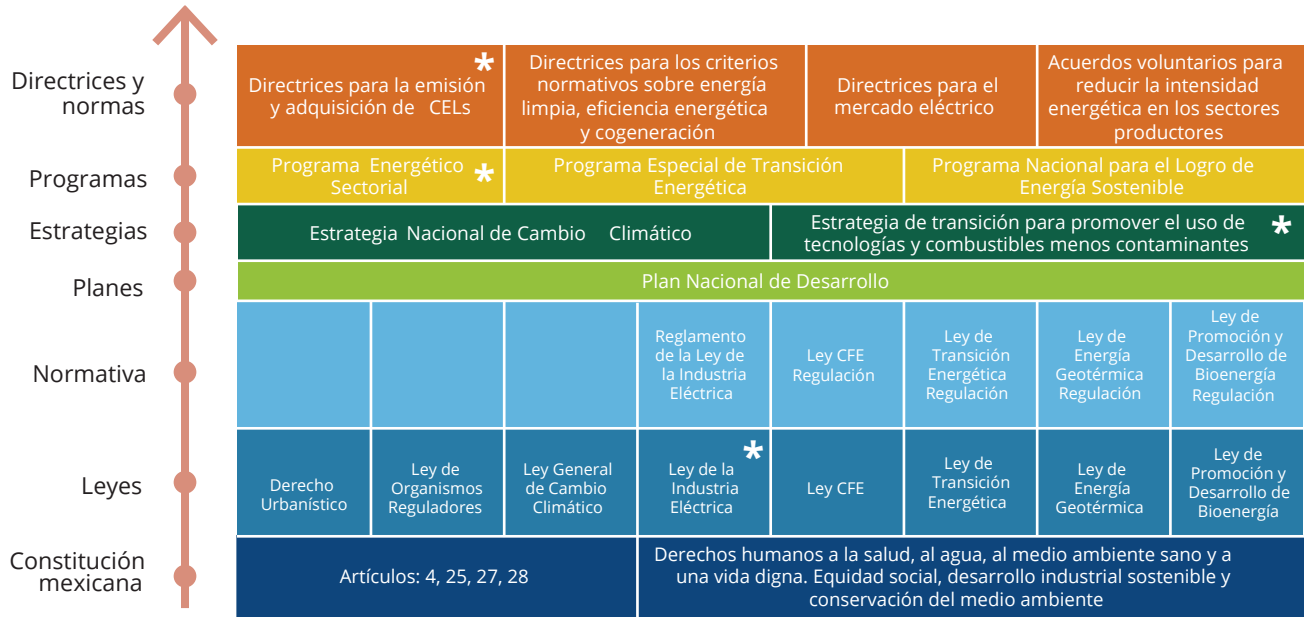 Directrices y
normas
Directrices para la emisión
y adquisición de CELs
*
Directrices para los criterios
normativos sobre energía
limpia, eficiencia energética
y cogeneración
Directrices para el
mercado eléctrico
Acuerdos voluntarios para
reducir la intensidad
energética en los sectores
productores
Programas
Programa Energético
Sectorial
*
Programa Especial de Transición
Energética
Programa Nacional para el Logro de
Energía Sostenible
Estrategias
Estrategia Nacional de Cambio Climático
Estrategia de transición para promover el uso de
tecnologías y combustibles menos contaminantes
*
Planes
Plan Nacional de Desarrollo
Normativa
Reglamento
de la Ley de
la Industria
Eléctrica
Ley CFE
Regulación
Ley de
Transición
Energética
Regulación
Ley de
Energía
Geotérmica
Regulación
Ley de
Promoción y
Desarrollo de
Bioenergía
Regulación
Leyes
Derecho
Urbanístico
Ley de
Organismos
Reguladores
Ley General
de Cambio
Climático
Ley de la
Industria
Eléctrica
*
Ley CFE
Ley de
Transición
Energética
Ley de
Energía
Geotérmica
Ley de
Promoción y
Desarrollo de
Bioenergía
Constitución
mexicana
Artículos: 4, 25, 27, 28
Derechos humanos a la salud, al agua, al medio ambiente sano y a
una vida digna. Equidad social, desarrollo industrial sostenible y
conservación del medio ambiente